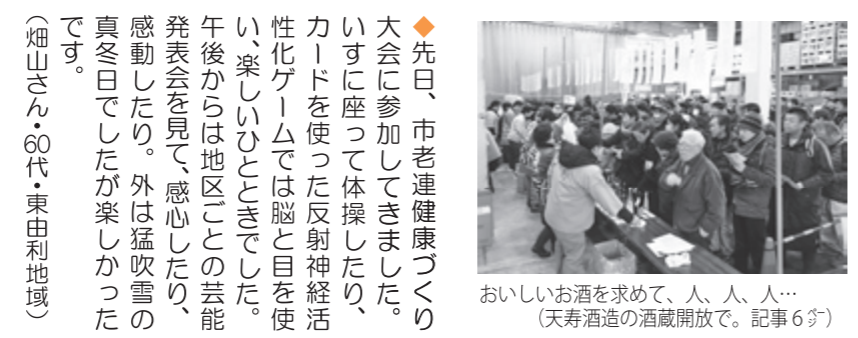 ◆先日、市老連健康づくり
大会に参加してきました。
いすに座って体操したり、
カードを使った反射神経活
性化ゲームでは脳と目を使
い、楽しいひとときでした。
午後からは地区ごとの芸能
発表会を見て、感心したり、
感動したり。外は猛吹雪の
真冬日でしたが楽しかった
です。
(畑山さん・60代・東由利地域)
おいしいお酒を求めて、人、人、人…
(天寿酒造の酒蔵開放で。記事６㌻)